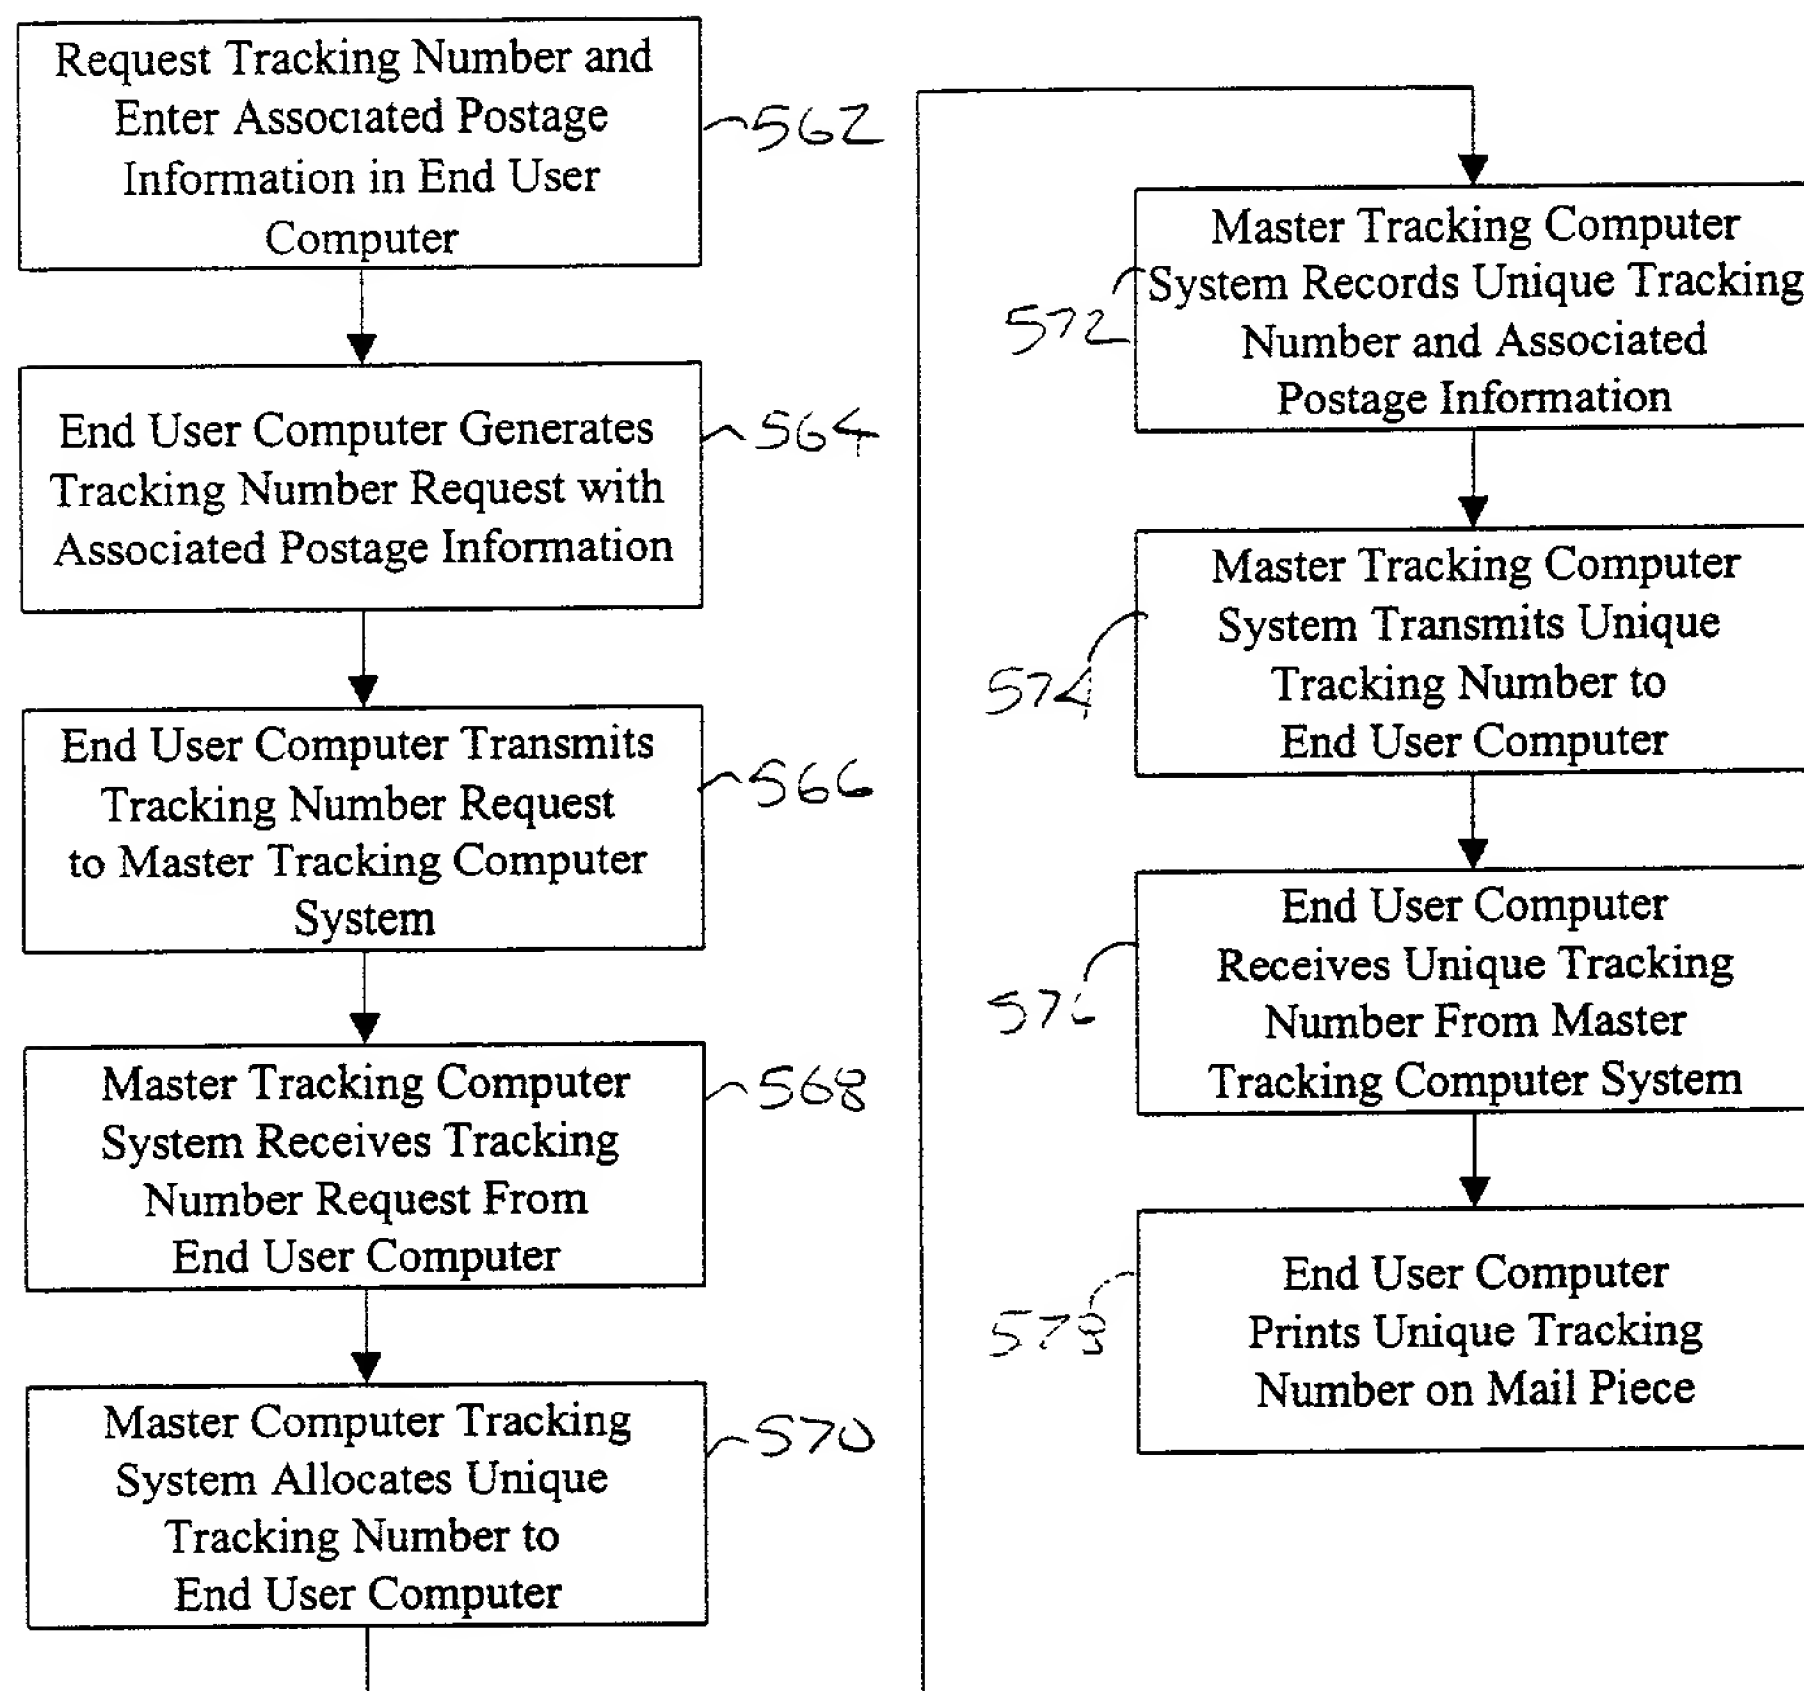 Request Tracking Number and
Enter Associated Postage
Information in End User
Computer
562
End User Computer Generates
Tracking Number Request with
Associated Postage Information
564
End User Computer Transmits
Tracking Number Request
to Master Tracking Computer
System
566
Master Tracking Computer
System Receives Tracking
Number Request From
End User Computer
568
Master Computer Tracking
System Allocates Unique
Tracking Number to
End User Computer
570
Master Tracking Computer
System Records Unique Tracking
Number and Associated
Postage Information
572
Master Tracking Computer
System Transmits Unique
Tracking Number to
End User Computer
574
End User Computer
Receives Unique Tracking
Number From Master
Tracking Computer System
576
End User Computer
Prints Unique Tracking
Number on Mail Piece
578